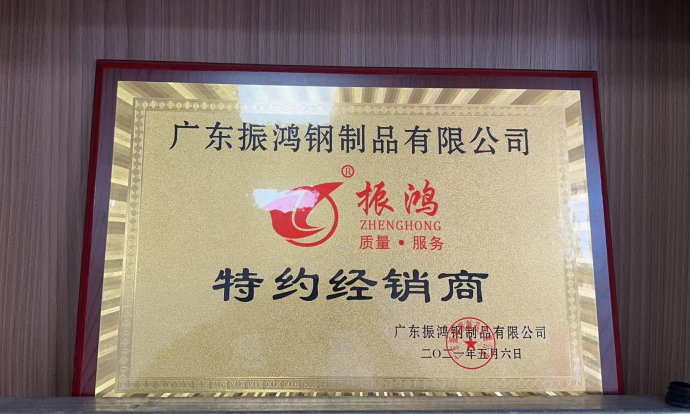 广东振鸿钢制品有限公司
®
振鸿
ZHENGHONG
质量·服务
特约经销商
广东振鸿钢制品有限公司
二〇二一年五月六日